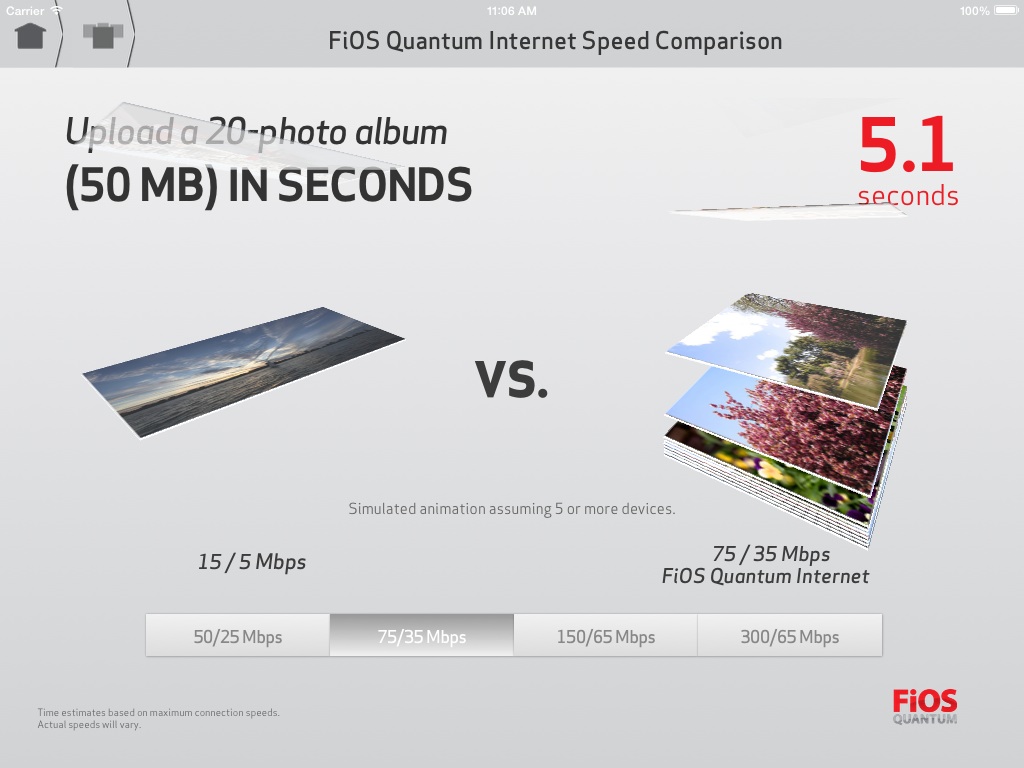 Carrier 11:06 AM 100%
FiOS Quantum Internet Speed Comparison
Upload a 20-photo album
(50 MB) IN SECONDS
5.1
seconds
VS.
Simulated animation assuming 5 or more devices.
15 / 5 Mbps
75 / 35 Mbps
FiOS Quantum Internet
50/25 Mbps 75/35 Mbps 150/65 Mbps 300/65 Mbps
Time estimates based on maximum connection speeds.
Actual speeds will vary.
FiOS
QUANTUM